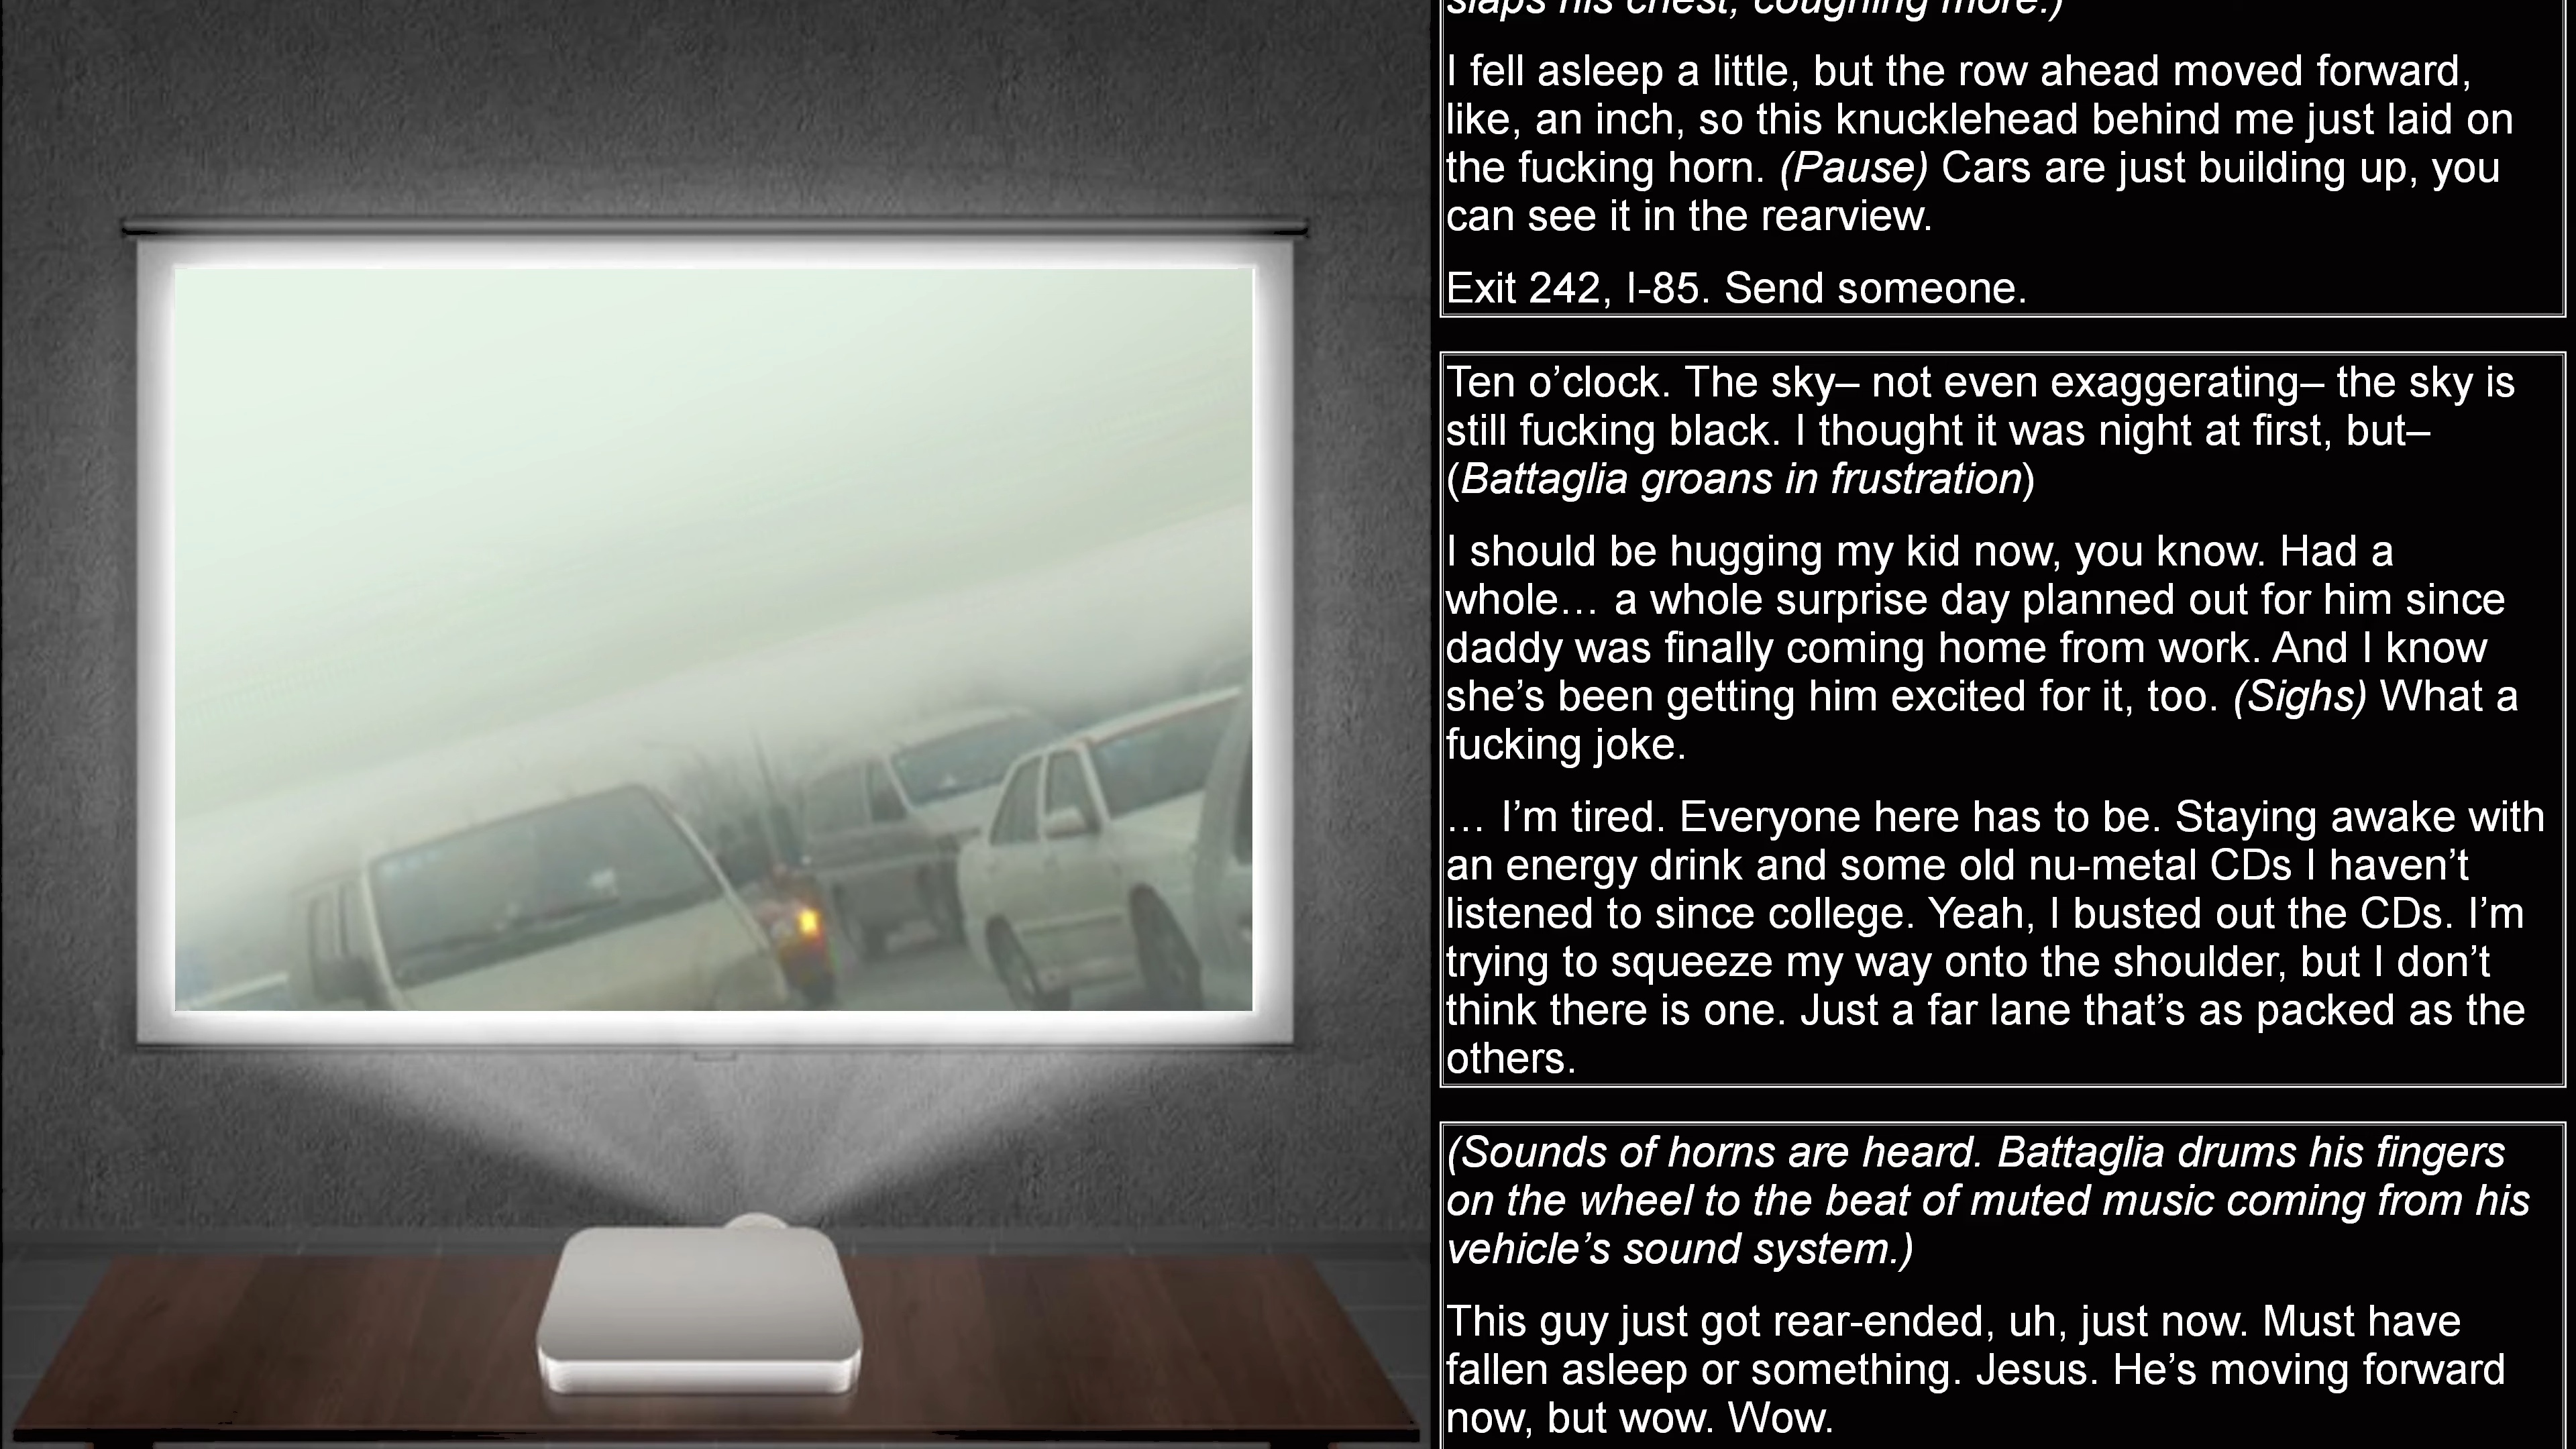 slaps his chest, coughing more.)
I fell asleep a little, but the row ahead moved forward,
like, an inch, so this knucklehead behind me just laid on
the fucking horn. (Pause) Cars are just building up, you
can see it in the rearview.
Exit 242, I-85. Send someone.
Ten o’clock. The sky– not even exaggerating– the sky is
still fucking black. I thought it was night at first, but–
(Battaglia groans in frustration)
I should be hugging my kid now, you know. Had a
whole… a whole surprise day planned out for him since
daddy was finally coming home from work. And I know
she’s been getting him excited for it, too. (Sighs) What a
fucking joke.
… I’m tired. Everyone here has to be. Staying awake with
an energy drink and some old nu-metal CDs I haven’t
listened to since college. Yeah, I busted out the CDs. I’m
trying to squeeze my way onto the shoulder, but I don’t
think there is one. Just a far lane that’s as packed as the
others.
(Sounds of horns are heard. Battaglia drums his fingers
on the wheel to the beat of muted music coming from his
vehicle’s sound system.)
This guy just got rear-ended, uh, just now. Must have
fallen asleep or something. Jesus. He’s moving forward
now, but wow. Wow.